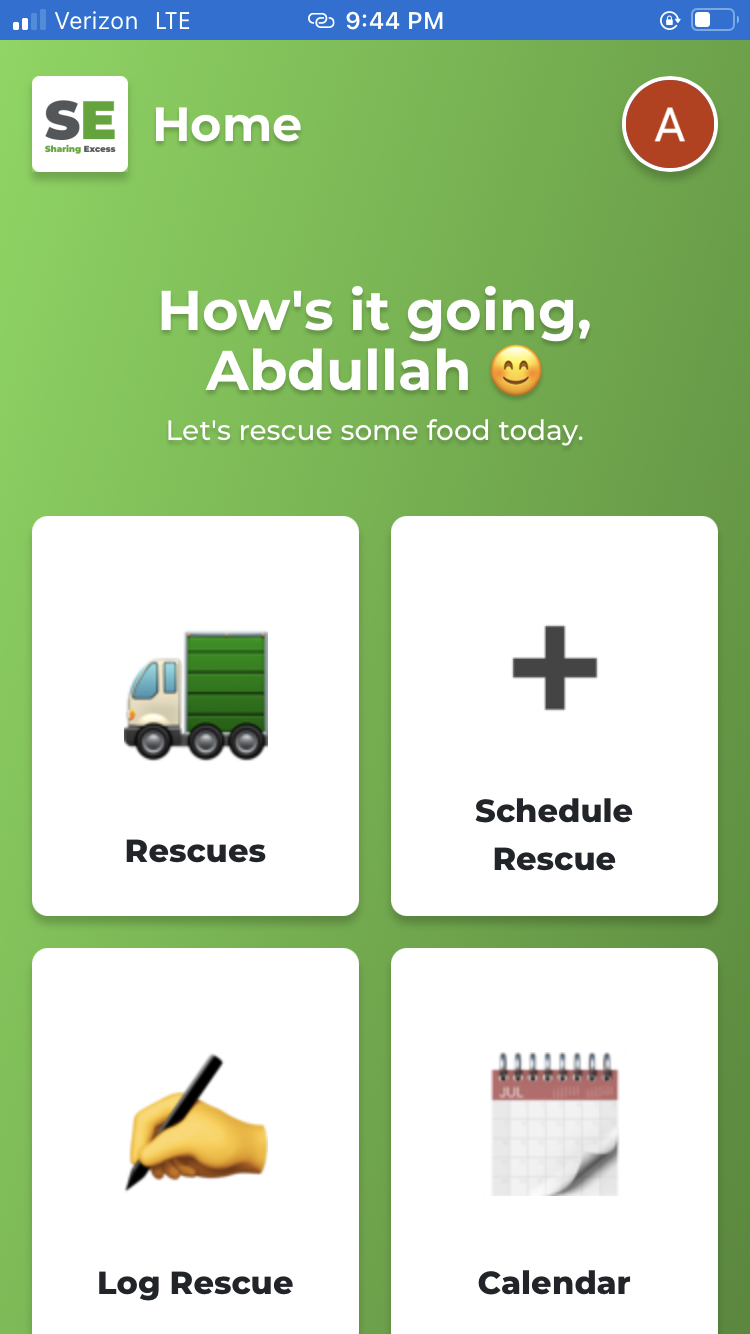 Verizon LTE 9:44 PM
SE
Sharing Excess
Home
A
How's it going,
Abdullah 😊
Let's rescue some food today.
Rescues
Schedule
Rescue
JUL
Log Rescue
Calendar